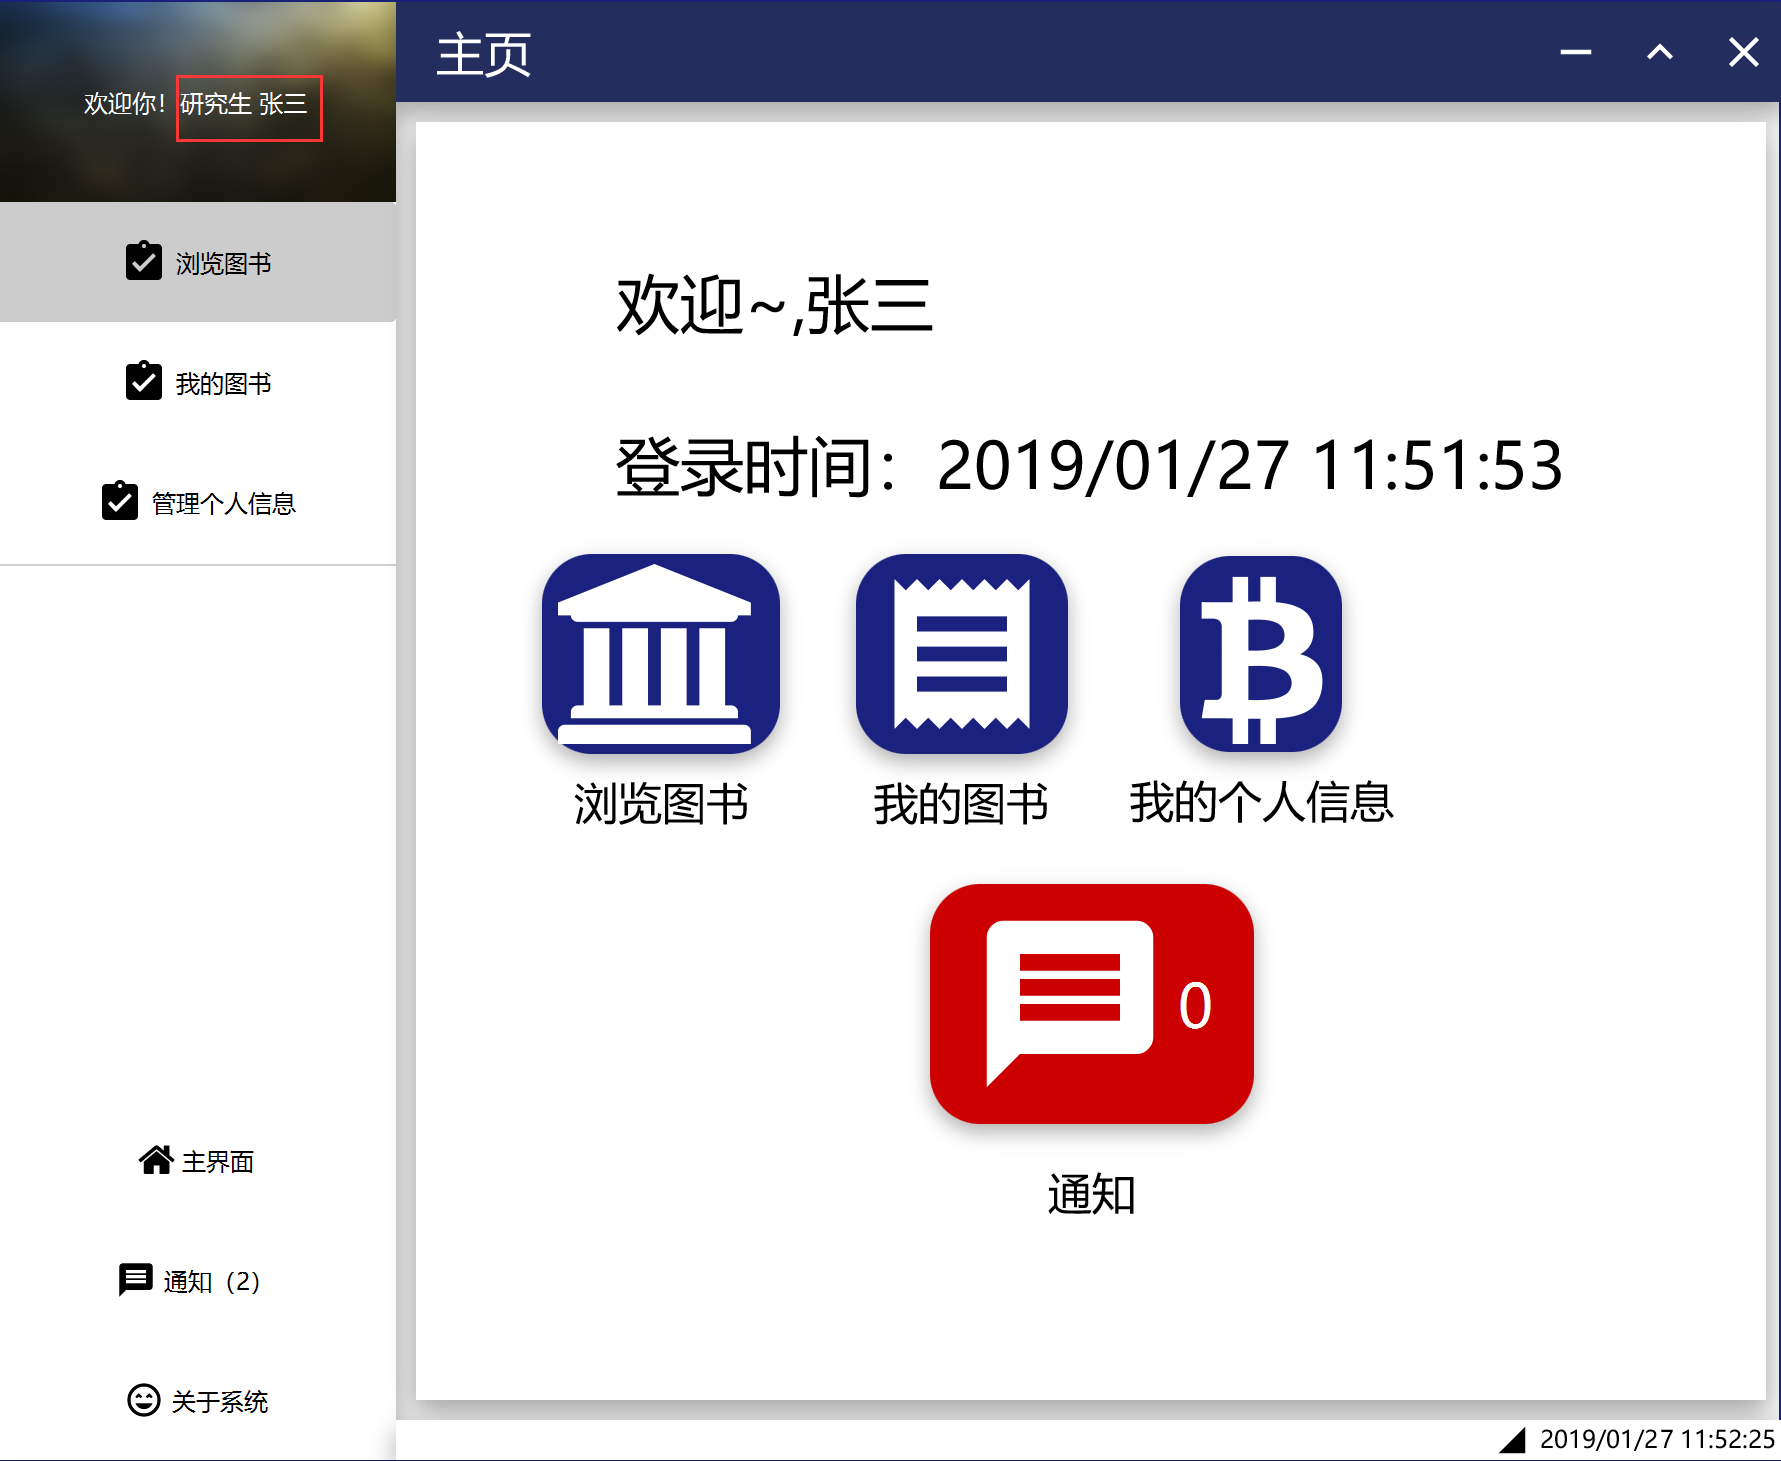 欢迎你！研究生 张三
浏览图书
我的图书
管理个人信息
主界面
通知（2）
关于系统
主页
欢迎~,张三
登录时间：2019/01/27 11:51:53
浏览图书
我的图书
我的个人信息
0
通知
2019/01/27 11:52:25